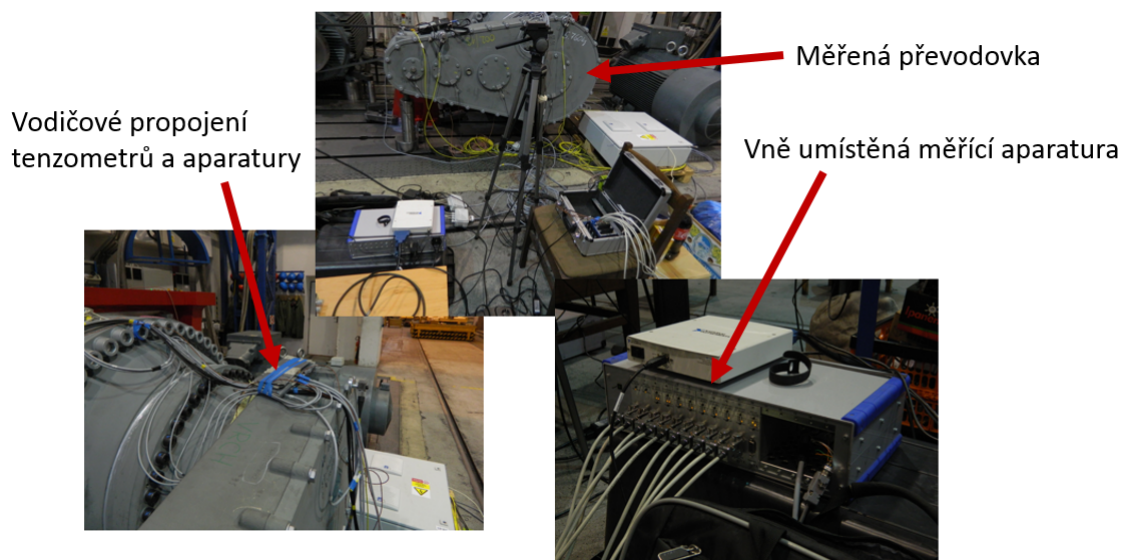 Měřená převodovka
Vodičové propojení
tenzometrů a aparatury
Vně umístěná měřící aparatura